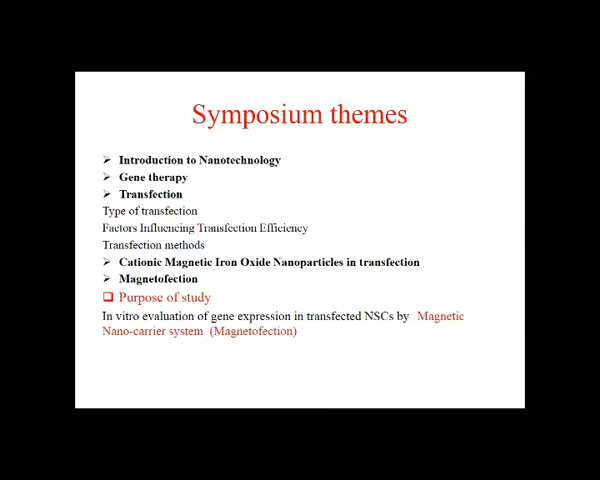 Symposium themes
➢ Introduction to Nanotechnology
➢ Gene therapy
➢ Transfection
Type of transfection
Factors Influencing Transfection Efficiency
Transfection methods
➢ Cationic Magnetic Iron Oxide Nanoparticles in transfection
➢ Magnetofection
❑ Purpose of study
In vitro evaluation of gene expression in transfected NSCs by Magnetic
Nano-carrier system (Magnetofection)